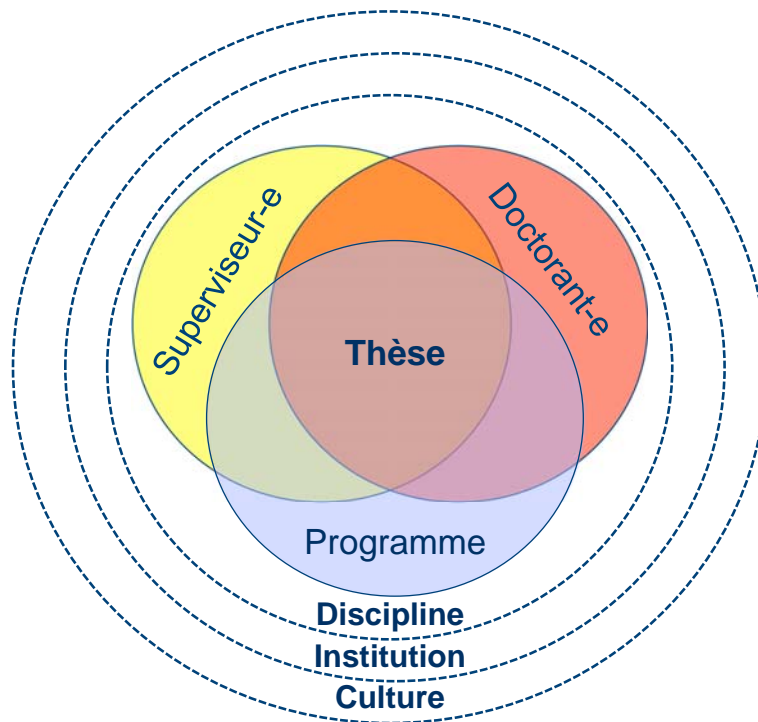 Superviseur-e
Doctorant-e
Thèse
Programme
Discipline
Institution
Culture